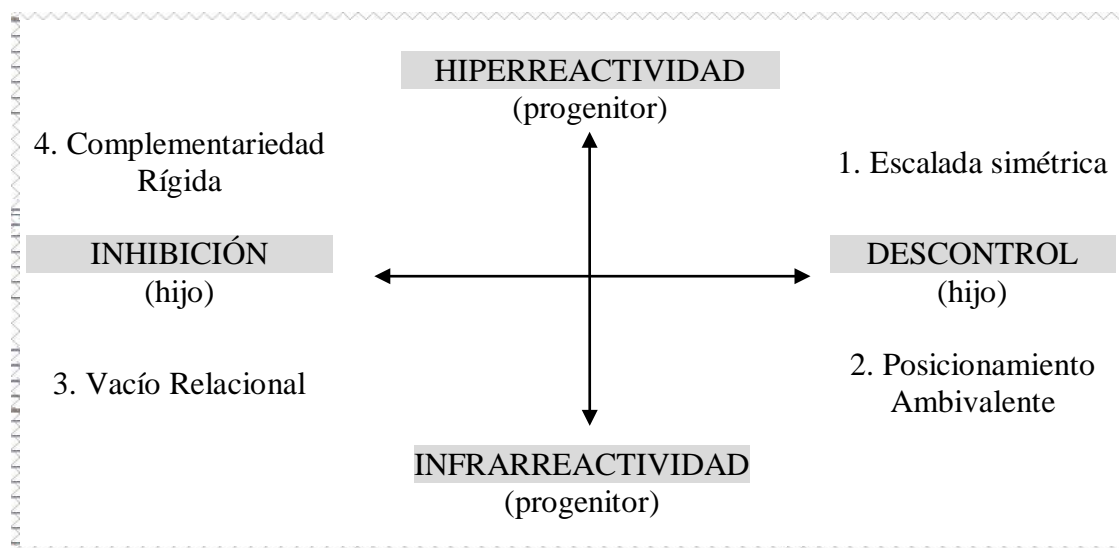 HIPERREACTIVIDAD
(progenitor)
4. Complementariedad
Rígida
1. Escalada simétrica
INHIBICIÓN
(hijo)
DESCONTROL
(hijo)
3. Vacío Relacional
2. Posicionamiento
Ambivalente
INFRARREACTIVIDAD
(progenitor)